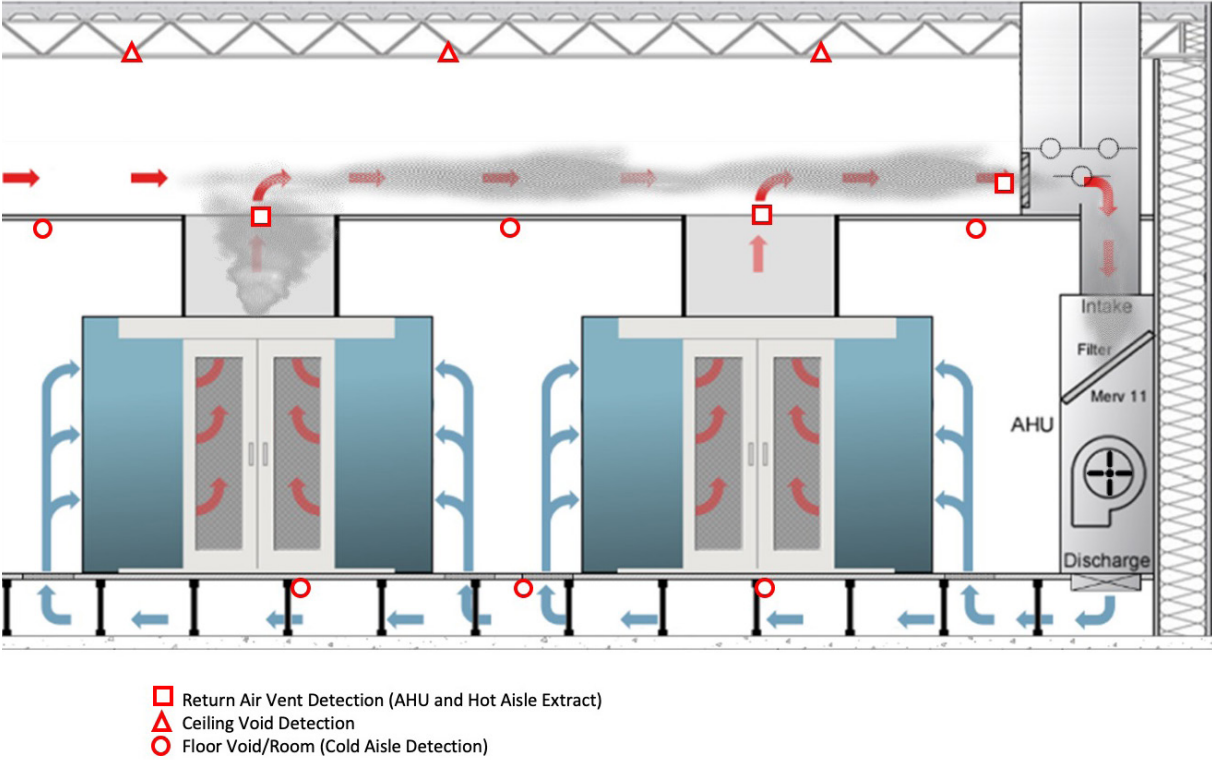 Intake
Filter
Merv 11
AHU
Discharge
Return Air Vent Detection (AHU and Hot Aisle Extract)
Ceiling Void Detection
Floor Void/Room (Cold Aisle Detection)